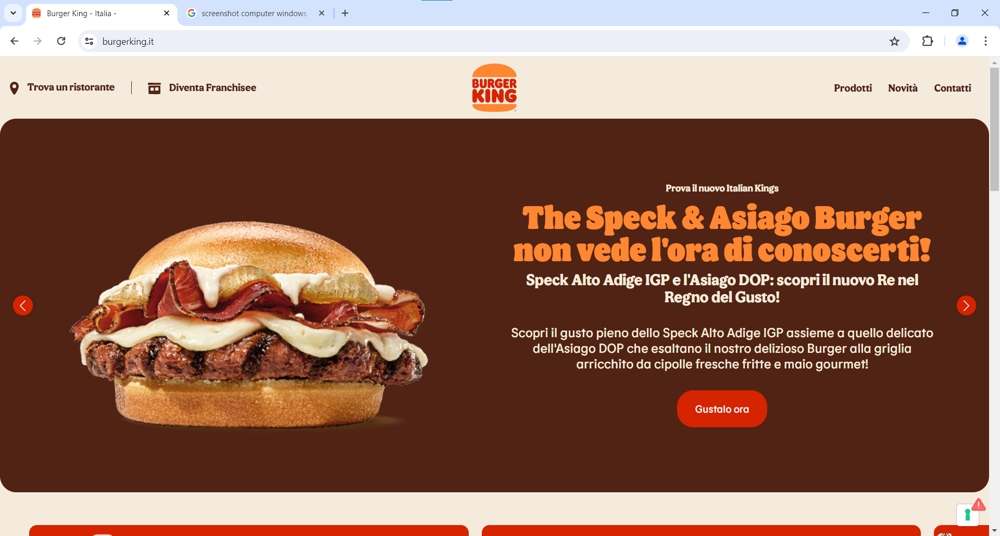 Burger King - Italia -
screenshot computer windows
burgerking.it
Trova un ristorante
Diventa Franchisee
BURGER
KING
Prodotti
Novità
Contatti
Prova il nuovo Italian Kings
The Speck & Asiago Burger
non vede l'ora di conoscerti!
Speck Alto Adige IGP e l'Asiago DOP: scopri il nuovo Re nel
Regno del Gusto!
Scopri il gusto pieno dello Speck Alto Adige IGP assieme a quello delicato
dell'Asiago DOP che esaltano il nostro delizioso Burger alla griglia
arricchito da cipolle fresche fritte e maio gourmet!
Gustalo ora